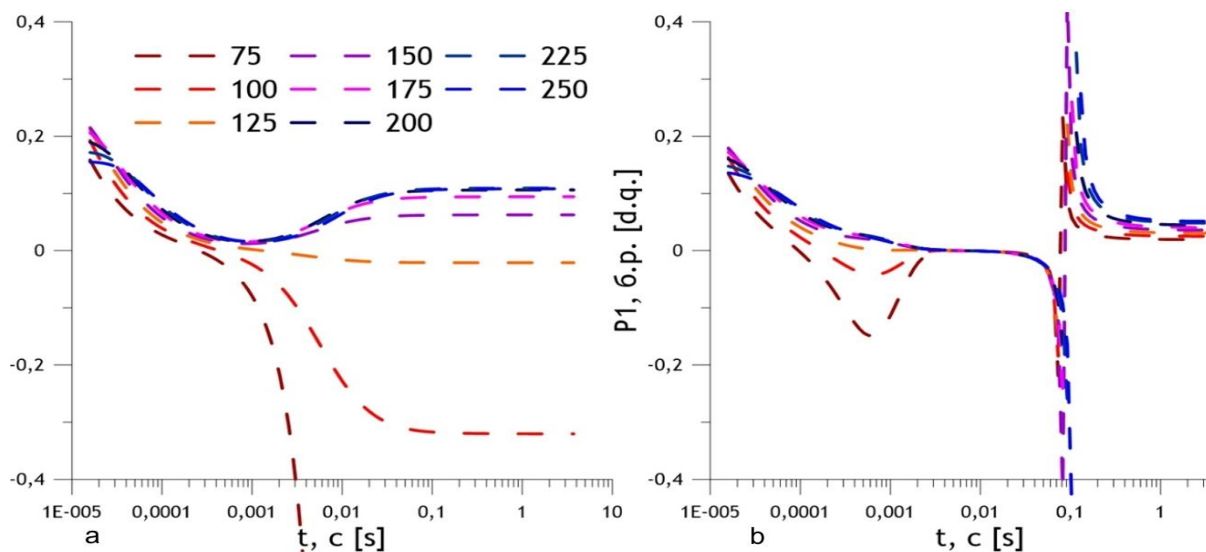 0,4
75 150 225
100 175 250
125 200
0,2
0
-0,2
-0,4
1E-005 0,0001 0,001 0,01 0,1 1 10
a
t, c [s]
P1, б.р. [d.q.]
0,4
0,2
0
-0,2
-0,4
1E-005 0,0001 0,001 0,01 0,1 1
t, c [s]
b